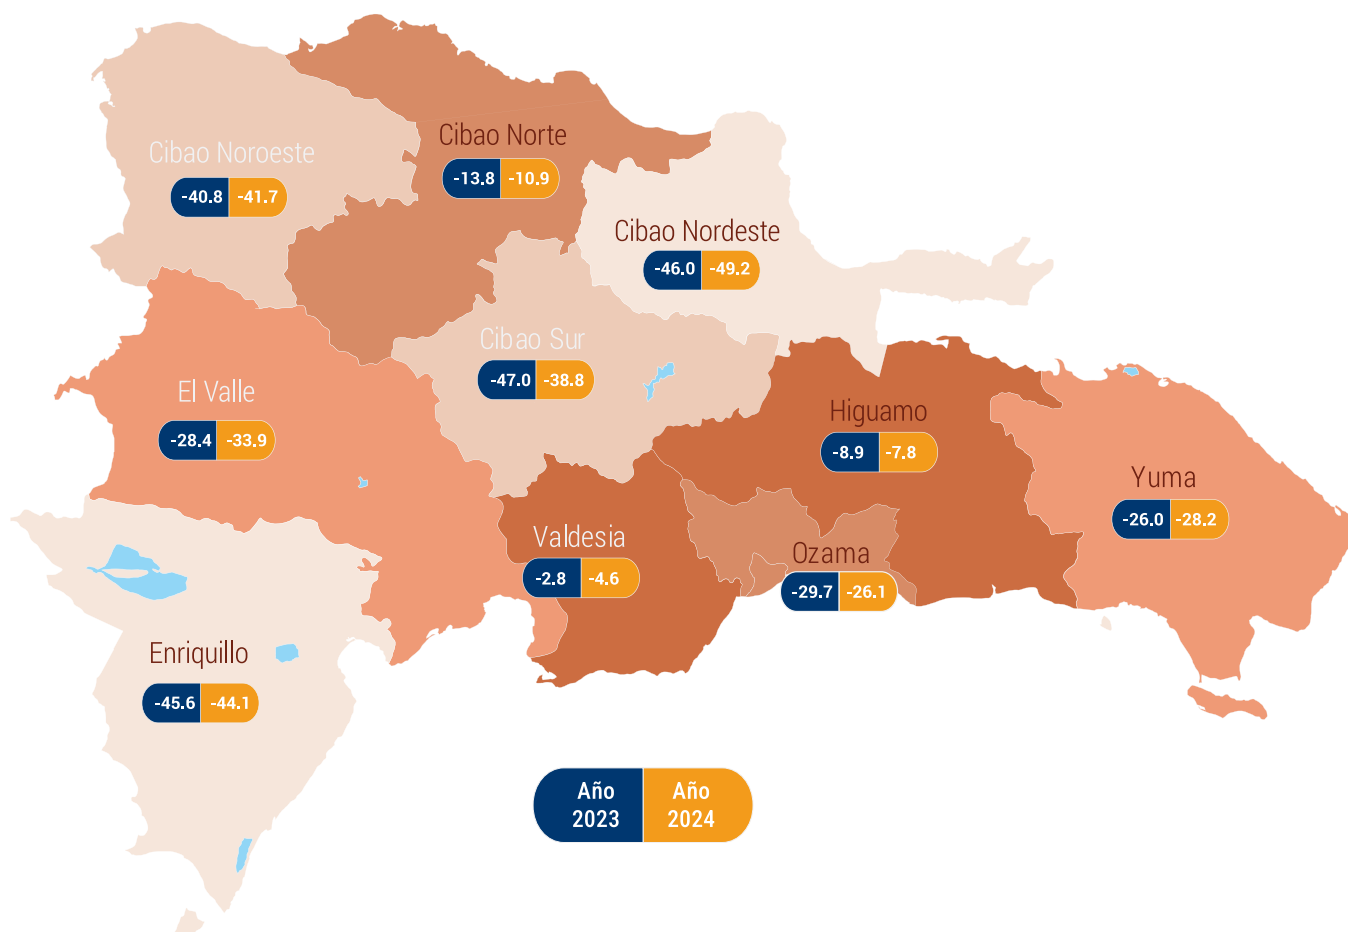 Cibao Norte
-13.8 -10.9
Cibao Noroeste
-40.8 -41.7
Cibao Nordeste
-46.0 -49.2
Cibao Sur
-47.0 -38.8
El Valle
-28.4 -33.9
Higuamo
-8.9 -7.8
Yuma
-26.0 -28.2
Valdesia
-2.8 -4.6
Ozama
-29.7 -26.1
Enriquillo
-45.6 -44.1
Año
2023
Año
2024